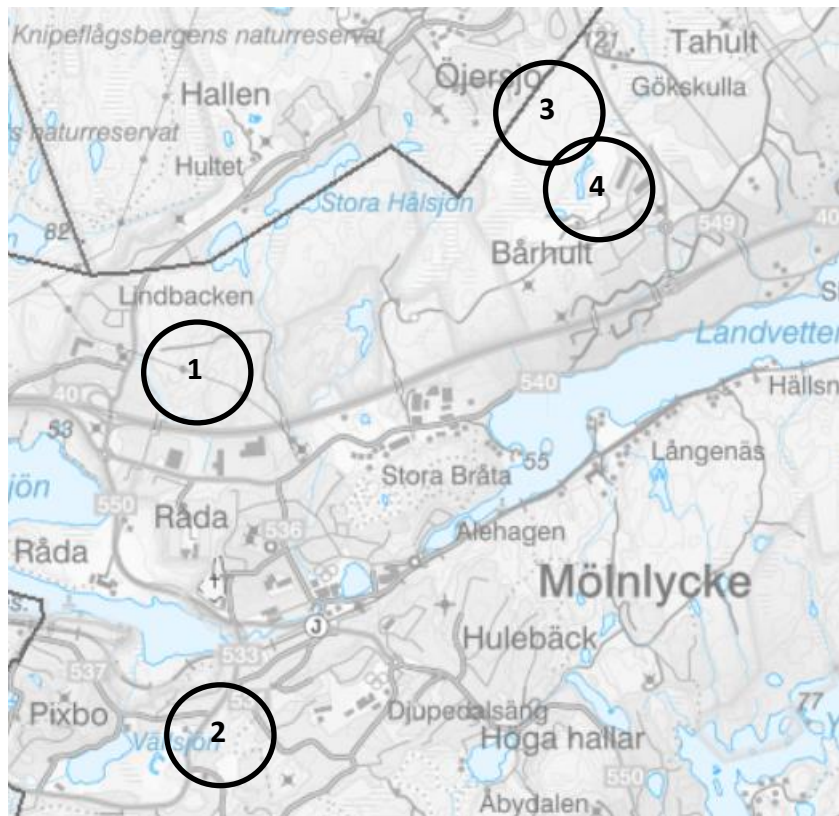 Knipeflågsbergens naturreservat
121
Tahult
Öjersjö
Gökskulla
Hallen
3
s naturreservat
Hultet
4
Stora Hålsjön
549
82
Bårhult
Lindbacken
Landvetter
1
540
40
Hällsn
53
Långenäs
55
Stora Bråta
jön
550
Råda
536
Alehagen
Råda
Mölnlycke
s.
J
Hulebäck
533
537
77
Pixbo
2
Djupedalsäng
Vällsjön
Höga hallar
550
Åbydalen